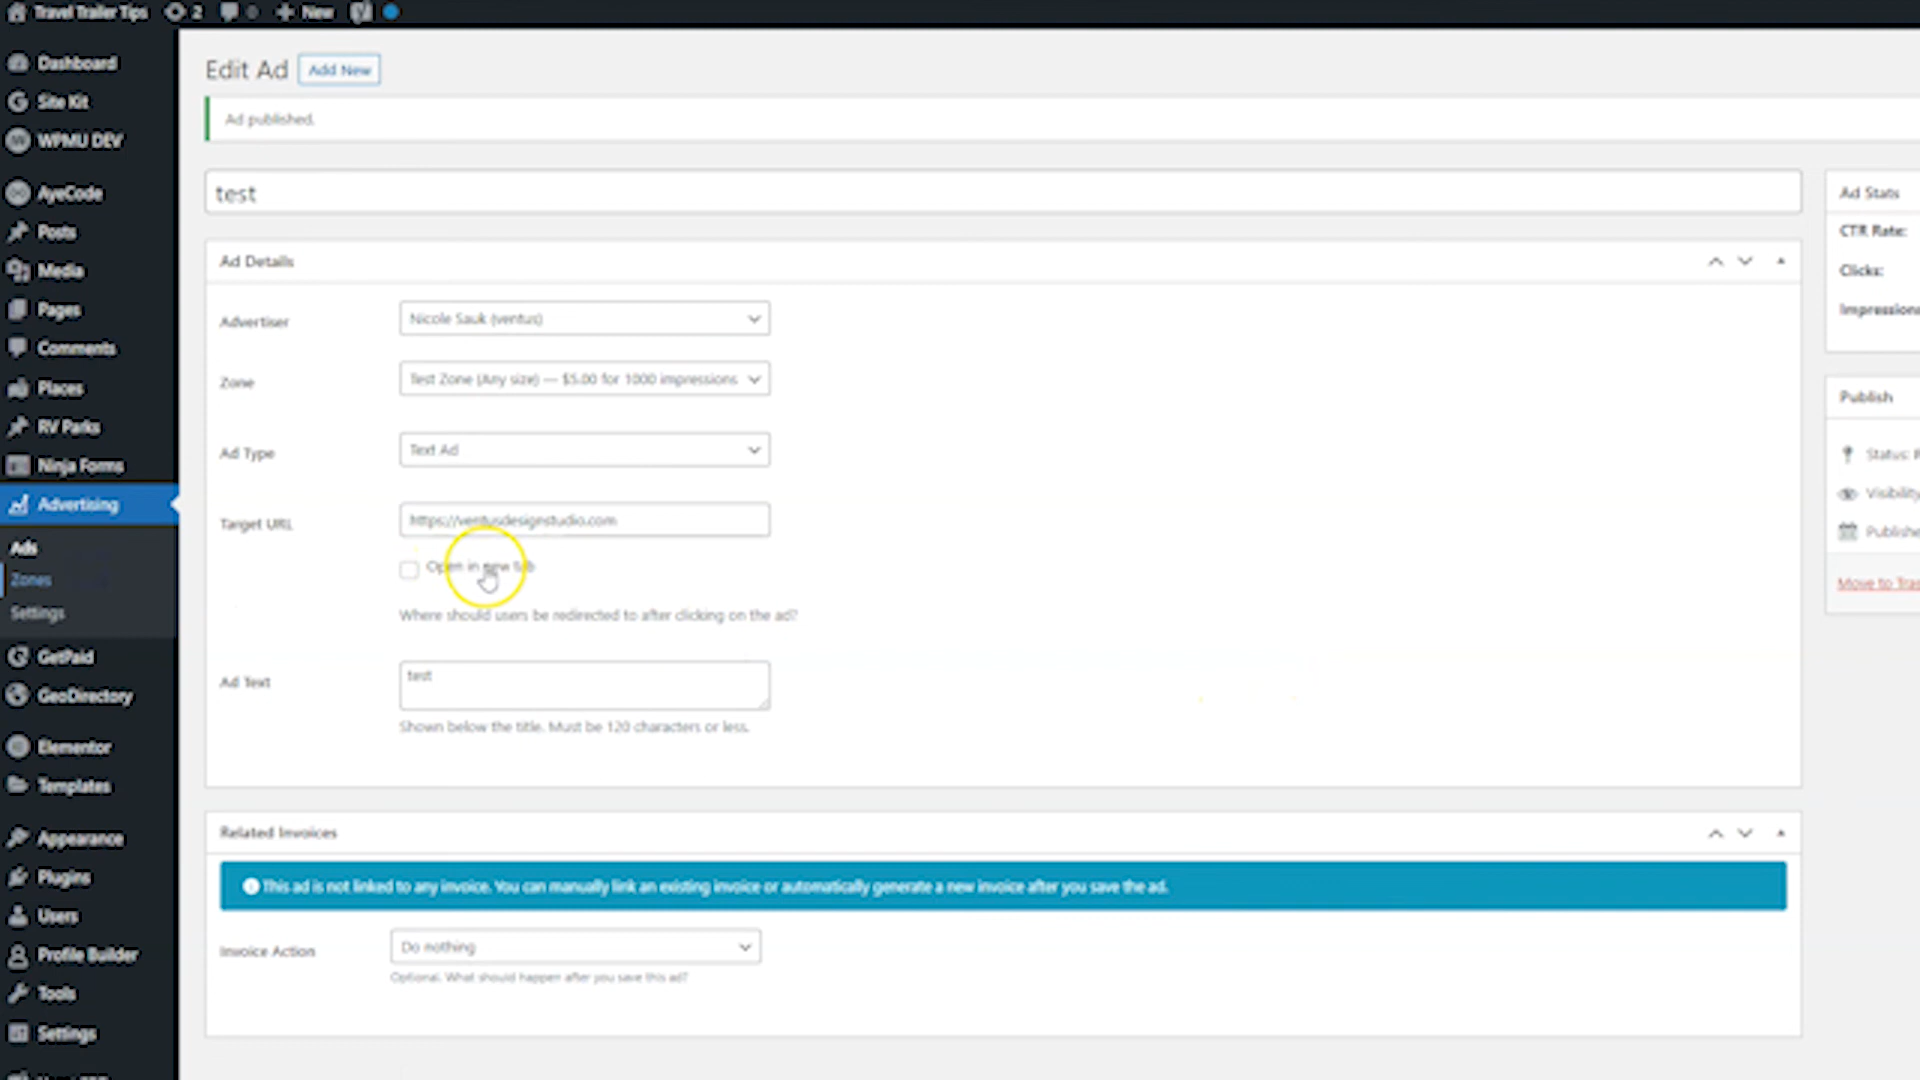 Travel Trailer Tips 2 0 New
Dashboard
Site Kit
WPMU DEV
AyeCode
Posts
Media
Pages
Comments
Places
RV Parks
Ninja Forms
Advertising
Ads
Zones
Settings
GetPaid
GeoDirectory
Elementor
Templates
Appearance
Plugins
Users
Profile Builder
Tools
Settings
Edit Ad Add New
Ad published.
test
Ad Details
Advertiser Nicole Sauk (ventus)
Zone Test Zone (Any size) — $5.00 for 1000 impressions
Ad Type Text Ad
Target URL https://ventusdesignstudio.com
Open in new tab
Where should users be redirected to after clicking on the ad?
Ad Text test
Shown below the title. Must be 120 characters or less.
Related Invoices
This ad is not linked to any invoice. You can manually link an existing invoice or automatically generate a new invoice after you save the ad.
Invoice Action Do nothing
Optional. What should happen after you save this ad?
Ad Stats
CTR Rate:
Clicks:
Impression
Publish
Status:
Visibility
Publishe
Move to Tra